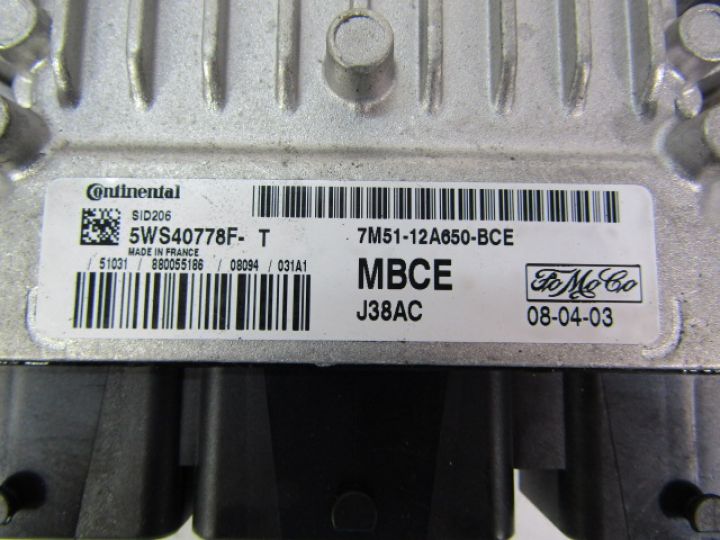 Continental
SID206
5WS40778F- T
MADE IN FRANCE
/ 51031 / 880055186 / 08094 / 031A1
7M51-12A650-BCE
MBCE
J38AC
FoMoCo
08-04-03